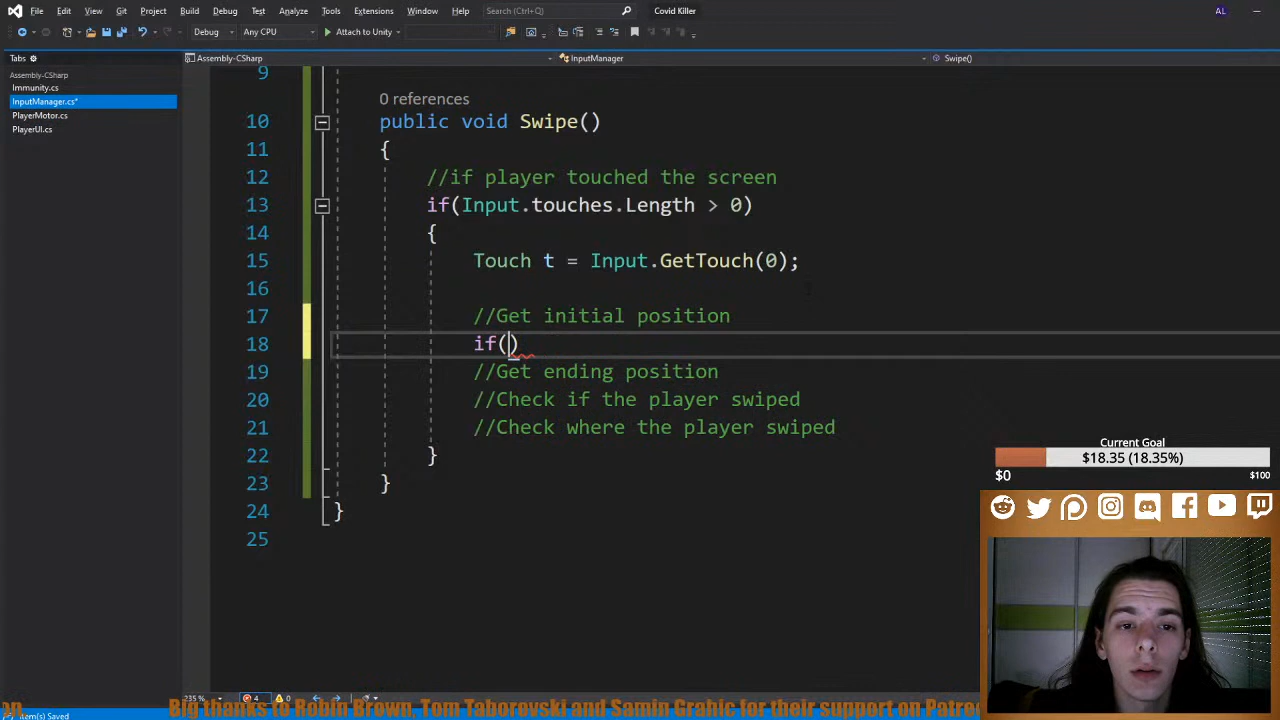 File Edit View Git Project Build Debug Test Analyze Tools Extensions Window Help Search (Ctrl+Q) Covid Killer AL
Debug Any CPU Attach to Unity
Tabs
Assembly-CSharp InputManager Swipe()
Assembly-CSharp
Immunity.cs
InputManager.cs*
PlayerMotor.cs
PlayerUI.cs
9
0 references
10 public void Swipe()
11 {
12 //if player touched the screen
13 if(Input.touches.Length > 0)
14 {
15 Touch t = Input.GetTouch(0);
16
17 //Get initial position
18 if()
19 //Get ending position
20 //Check if the player swiped
21 //Check where the player swiped
22 }
23 }
24 }
25
Current Goal
$18.35 (18.35%)
$0 $100
235 % 4 0
on Big thanks to Robin Brown, Tom Taborovski and Samin Grahic for their support on Patreo
Item(s) Saved